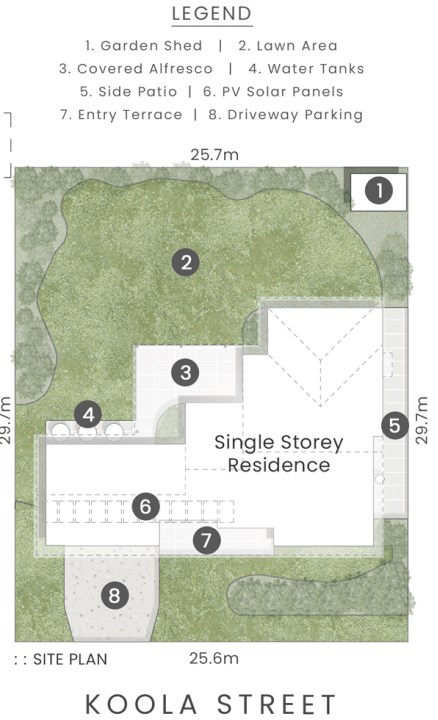 LEGEND
1. Garden Shed | 2. Lawn Area
3. Covered Alfresco | 4. Water Tanks
5. Side Patio | 6. PV Solar Panels
7. Entry Terrace | 8. Driveway Parking
25.7m
1
2
3
4
29.7m
5
29.7m
Single Storey
Residence
6
7
8
:: SITE PLAN
25.6m
KOOLA STREET